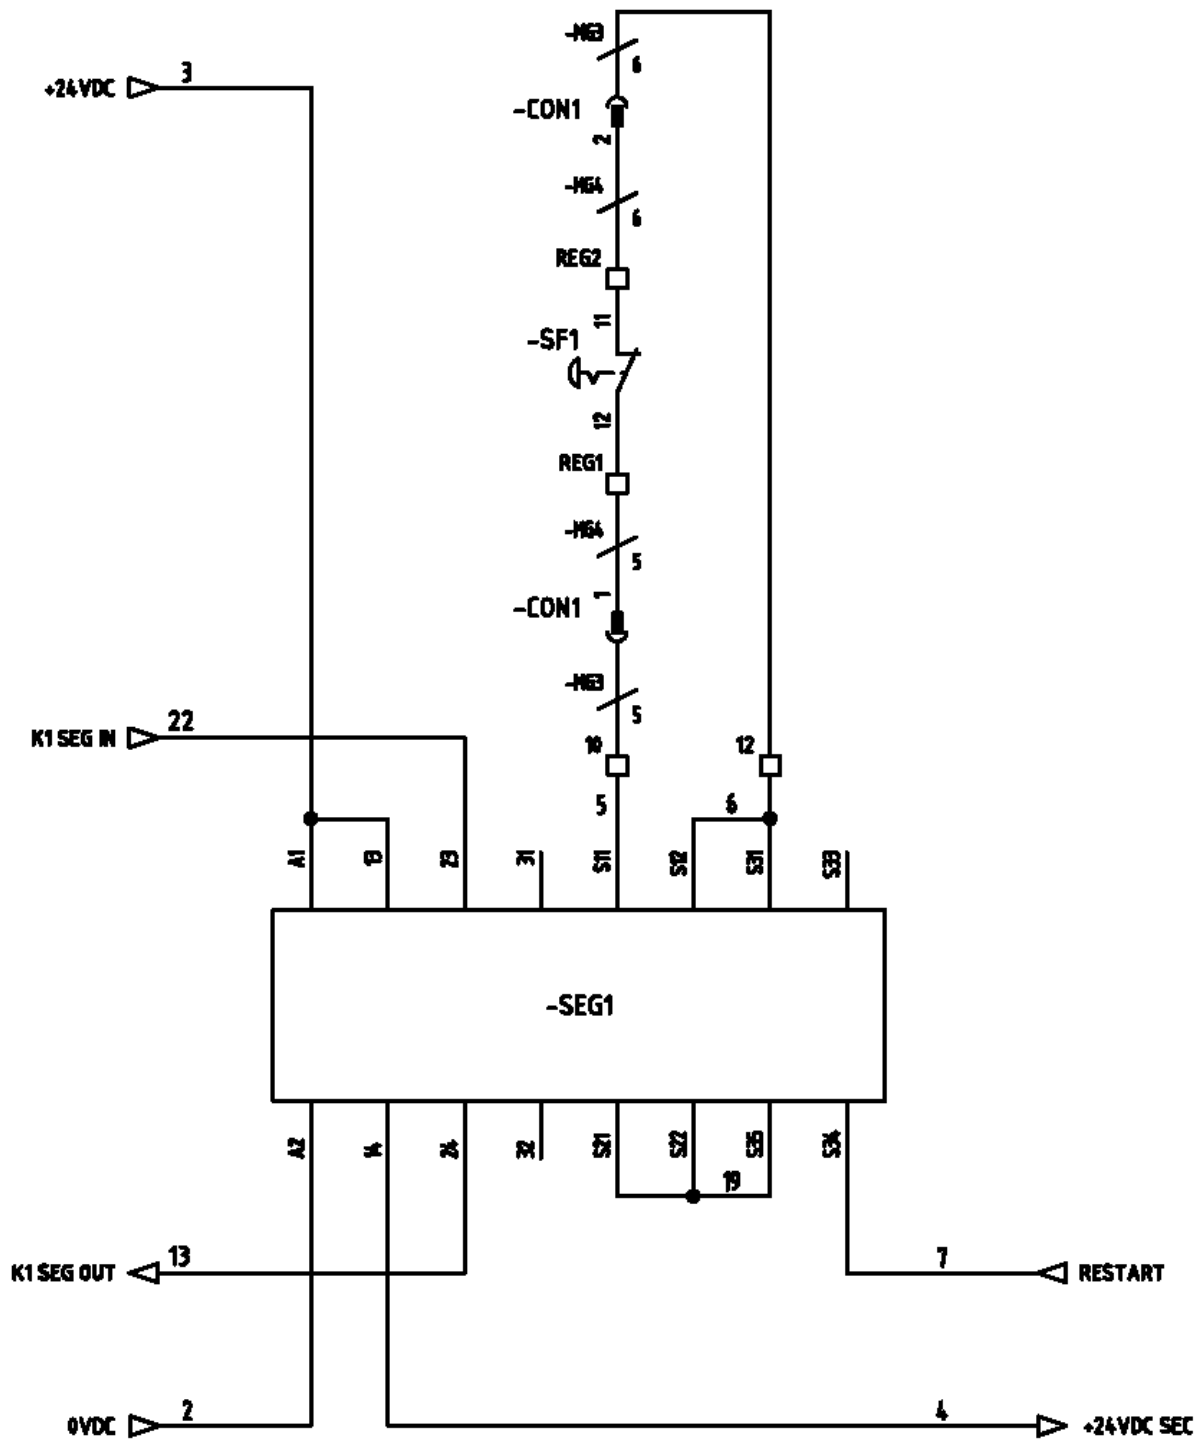 -MG3
6
+24VDC
3
-CON1
2
-MG4
6
REG2
11
-SF1
12
REG1
-MG4
5
1
-CON1
-MG3
5
K1 SEG IN
22
16
12
5
6
A1
13
23
31
S11
S12
S31
S33
-SEG1
A2
14
24
32
S21
S22
S35
S34
19
K1 SEG OUT
13
7
RESTART
0VDC
2
4
+24VDC SEC